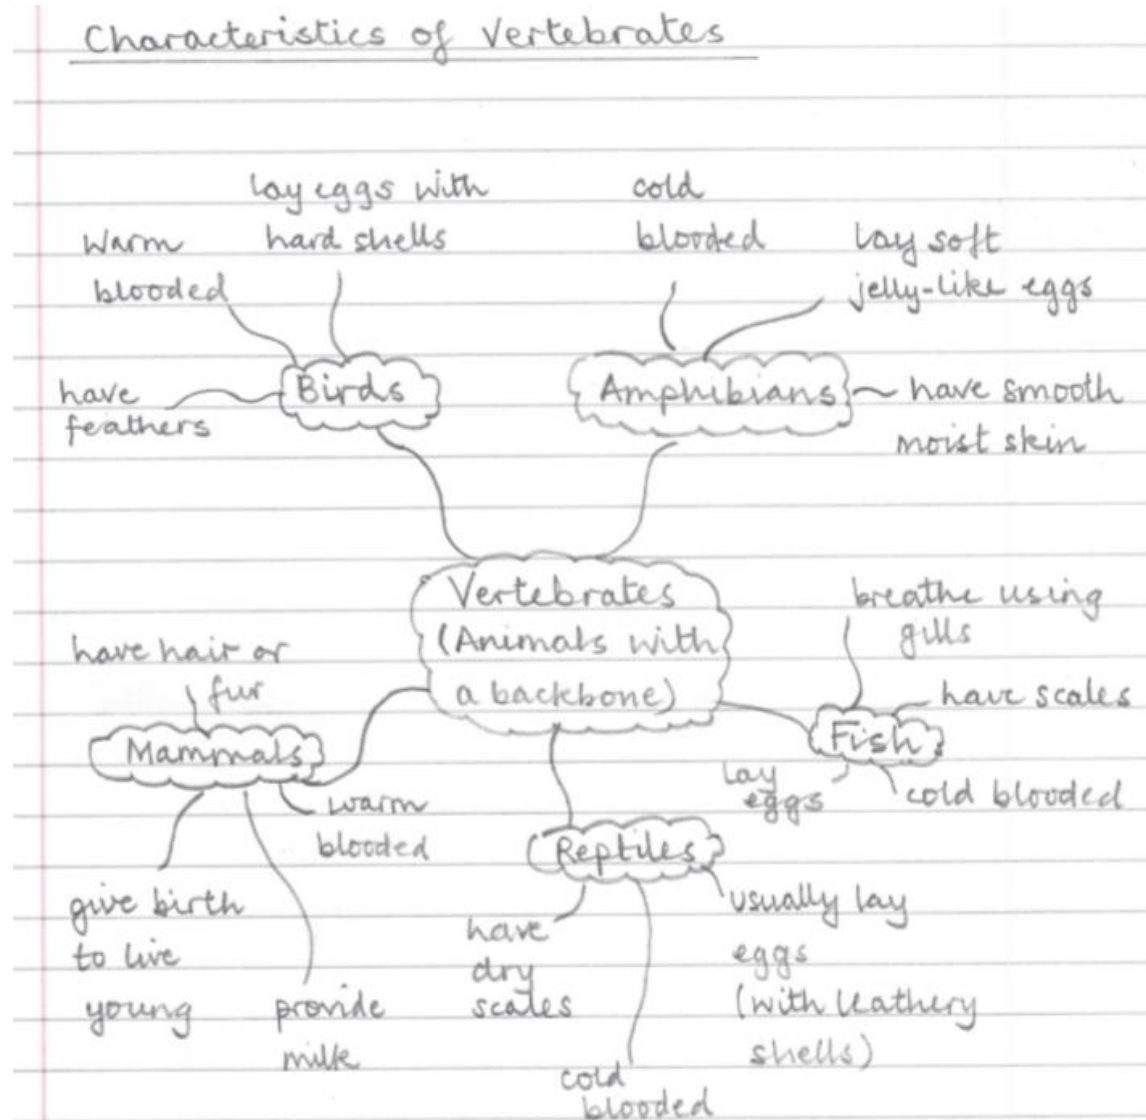 Characteristics of Vertebrates
lay eggs with
hard shells
warm
blooded
have
feathers
Birds
cold
blooded
lay soft
jelly-like eggs
Amphibians
have smooth
moist skin
Vertebrates
(Animals with
a backbone)
breathe using
gills
have scales
Fish
lay
eggs
cold blooded
have hair or
fur
Mammals
warm
blooded
give birth
to live
young
provide
milk
Reptiles
have
dry
scales
cold
blooded
usually lay
eggs
(with leathery
shells)